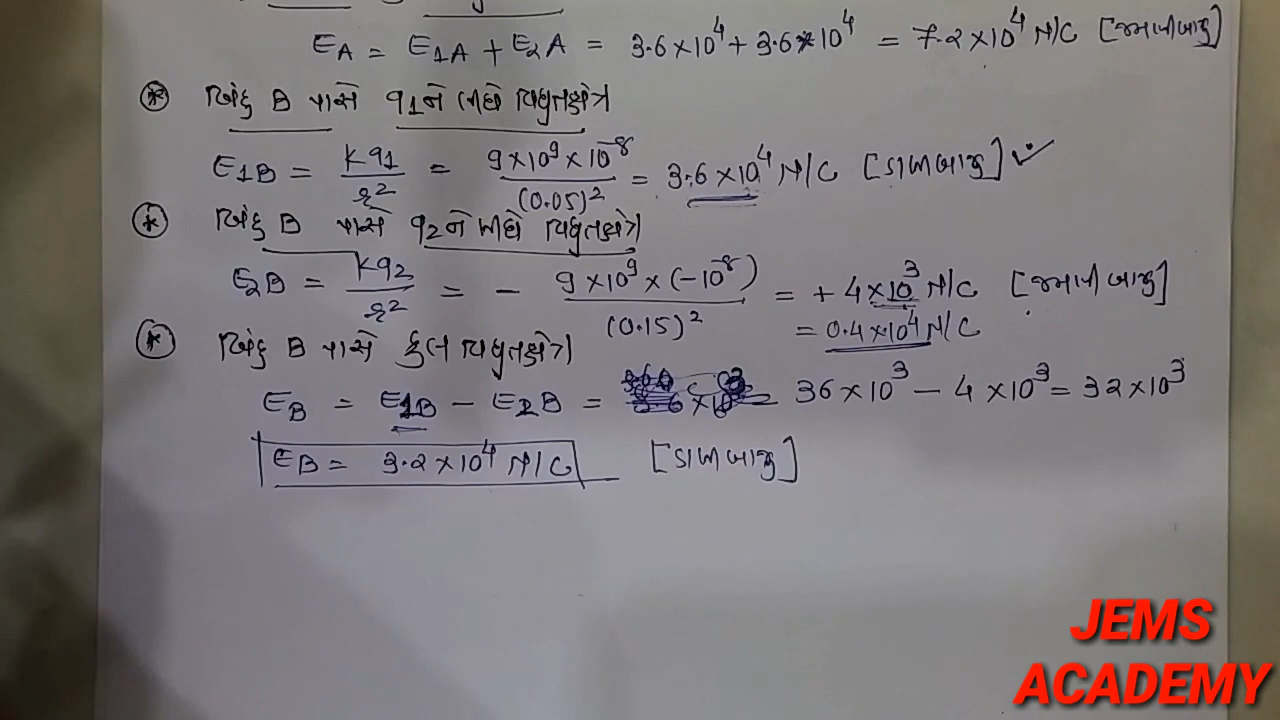 E1A + E2A = 3.6×10⁴ + 3.6×10⁴ = 7.2×10⁴ N/C [જમણીબાજુ]
બિંદુ B પાસે q1ને લીધે વિદ્યુતક્ષેત્ર
E1B = kq1/r² = 9×10⁹×10⁻⁸/(0.05)² = 3.6×10⁴ N/C [ડાબીબાજુ] ✓
બિંદુ B પાસે q2ને લીધે વિદ્યુતક્ષેત્ર
E2B = kq2/r² = - 9×10⁹×(-10⁻⁸)/(0.15)² = +4×10³ N/C [જમણીબાજુ]
= 0.4×10⁴ N/C
બિંદુ B પાસે કુલ વિદ્યુતક્ષેત્ર
EB = E1B - E2B = 36×10³ - 4×10³ = 32×10³
EB = 3.2×10⁴ N/C [ડાબીબાજુ]
JEMS
ACADEMY